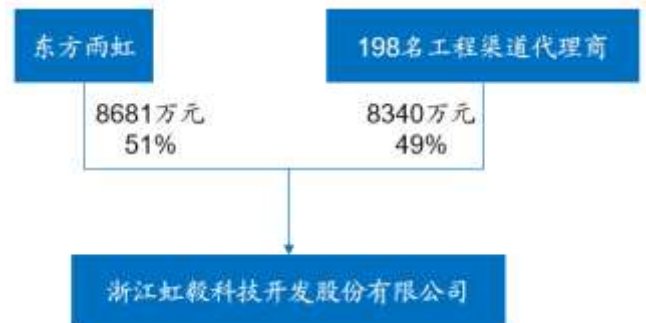 东方雨虹
198名工程渠道代理商
8681万元
51%
8340万元
49%
浙江虹毅科技开发股份有限公司